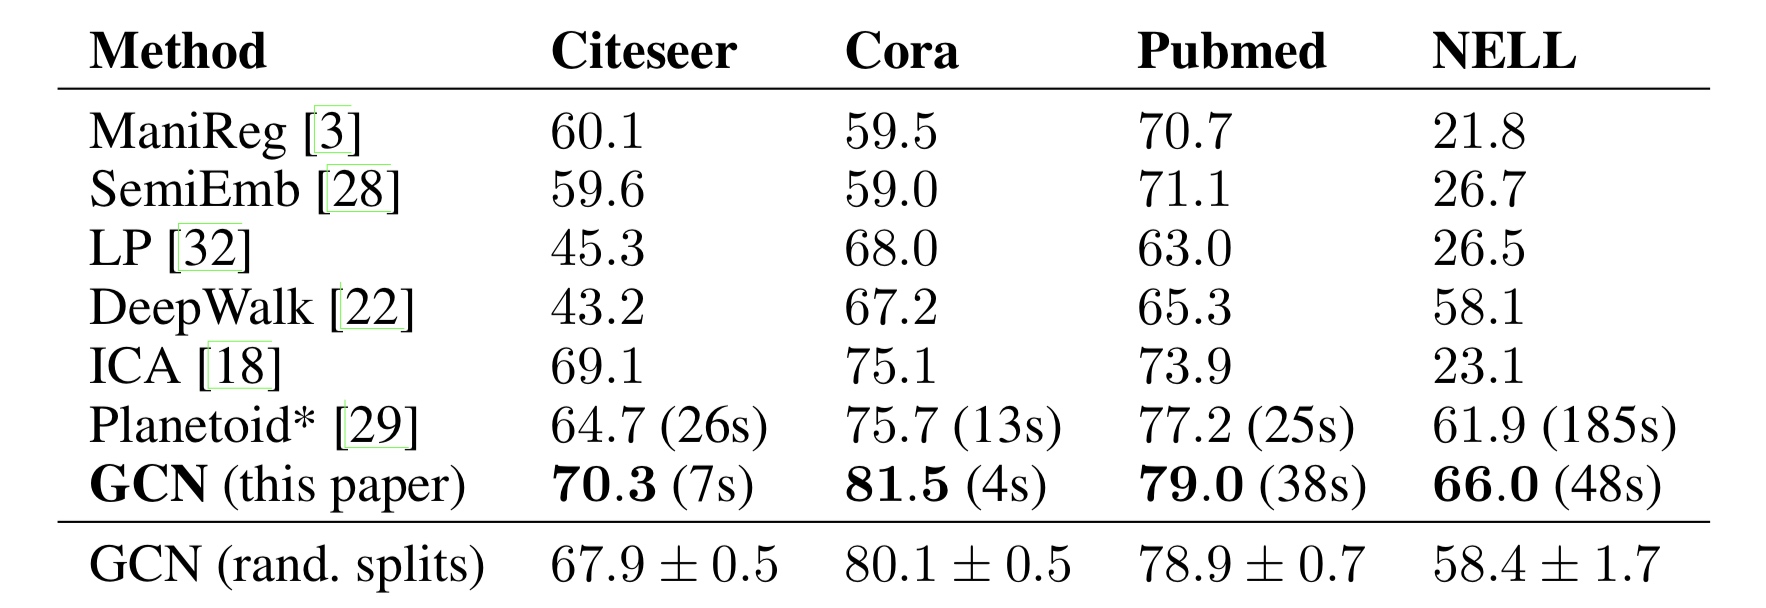 Method Citeseer Cora Pubmed NELL
ManiReg [3] 60.1 59.5 70.7 21.8
SemiEmb [28] 59.6 59.0 71.1 26.7
LP [32] 45.3 68.0 63.0 26.5
DeepWalk [22] 43.2 67.2 65.3 58.1
ICA [18] 69.1 75.1 73.9 23.1
Planetoid* [29] 64.7 (26s) 75.7 (13s) 77.2 (25s) 61.9 (185s)
GCN (this paper) 70.3 (7s) 81.5 (4s) 79.0 (38s) 66.0 (48s)
GCN (rand. splits) 67.9 ± 0.5 80.1 ± 0.5 78.9 ± 0.7 58.4 ± 1.7